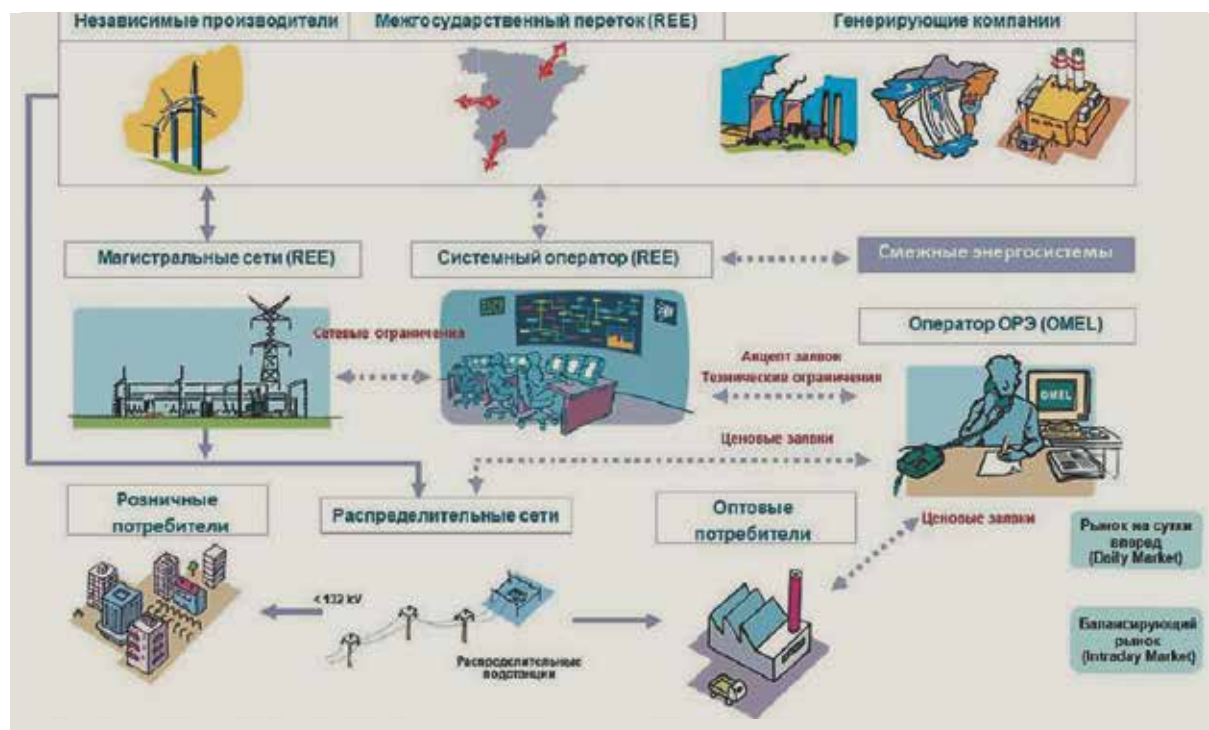 Независимые производители
Межгосударственный переток (REE)
Генерирующие компании
Магистральные сети (REE)
Системный оператор (REE)
Смежные энергосистемы
Сетевые ограничения
Оператор ОРЭ (OMEL)
Акцепт заявок
Технические ограничения
OMEL
Ценовые заявки
Розничные
потребители
Распределительные сети
Оптовые
потребители
Ценовые заявки
Рынок на сутки
вперед
(Daily Market)
< 132 kV
Распределительные
подстанции
Балансирующий
рынок
(Intraday Market)